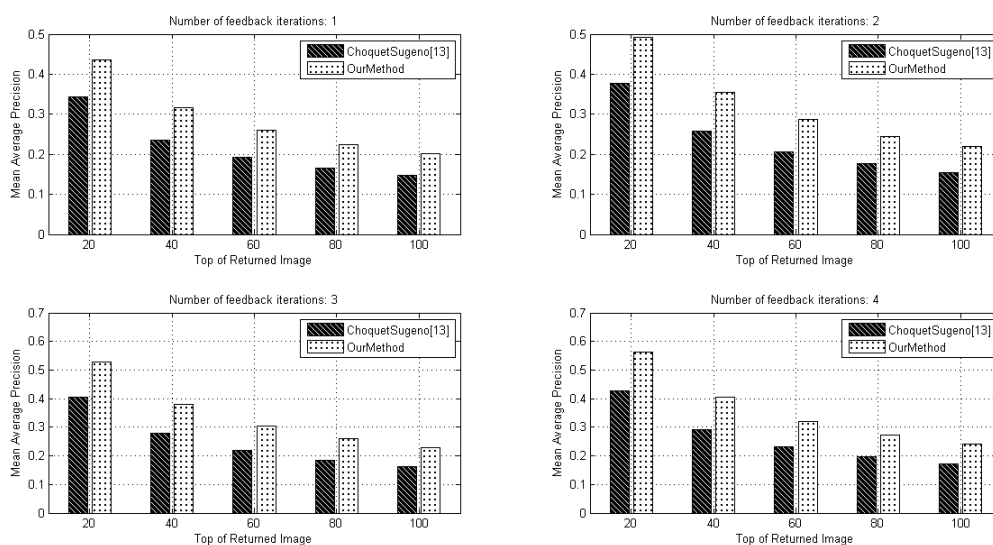 Number of feedback iterations: 1
ChoquetSugeno[13]
OurMethod
Mean Average Precision
0.5
0.4
0.3
0.2
0.1
0
20 40 60 80 100
Top of Returned Image
Number of feedback iterations: 2
ChoquetSugeno[13]
OurMethod
Mean Average Precision
0.5
0.4
0.3
0.2
0.1
0
20 40 60 80 100
Top of Returned Image
Number of feedback iterations: 3
ChoquetSugeno[13]
OurMethod
Mean Average Precision
0.7
0.6
0.5
0.4
0.3
0.2
0.1
0
20 40 60 80 100
Top of Returned Image
Number of feedback iterations: 4
ChoquetSugeno[13]
OurMethod
Mean Average Precision
0.7
0.6
0.5
0.4
0.3
0.2
0.1
0
20 40 60 80 100
Top of Returned Image